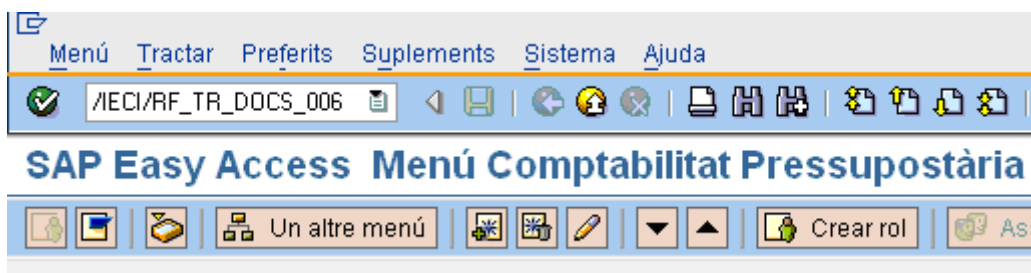 Menú Tractar Preferits Suplements Sistema Ajuda
/IECI/RF_TR_DOCS_006
SAP Easy Access Menú Comptabilitat Pressupostària
Un altre menú Crear rol As